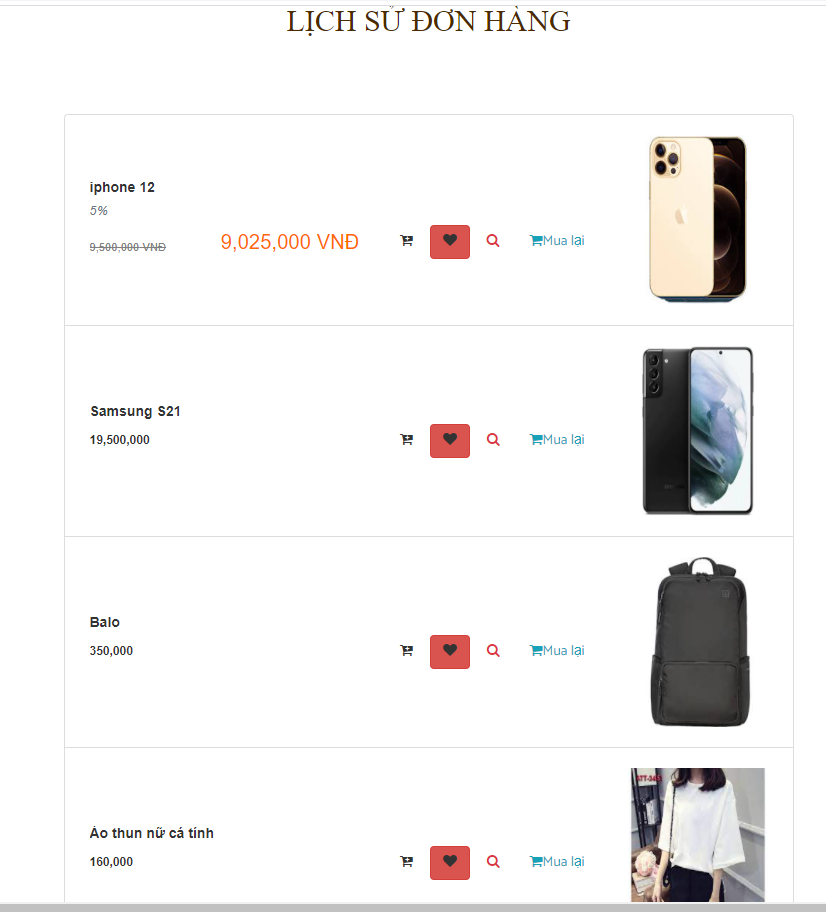 LỊCH SỬ ĐƠN HÀNG
iphone 12
5%
9,500,000 VNĐ 9,025,000 VNĐ Mua lại
Samsung S21
19,500,000 Mua lại
Balo
350,000 Mua lại
Áo thun nữ cá tính
160,000 Mua lại